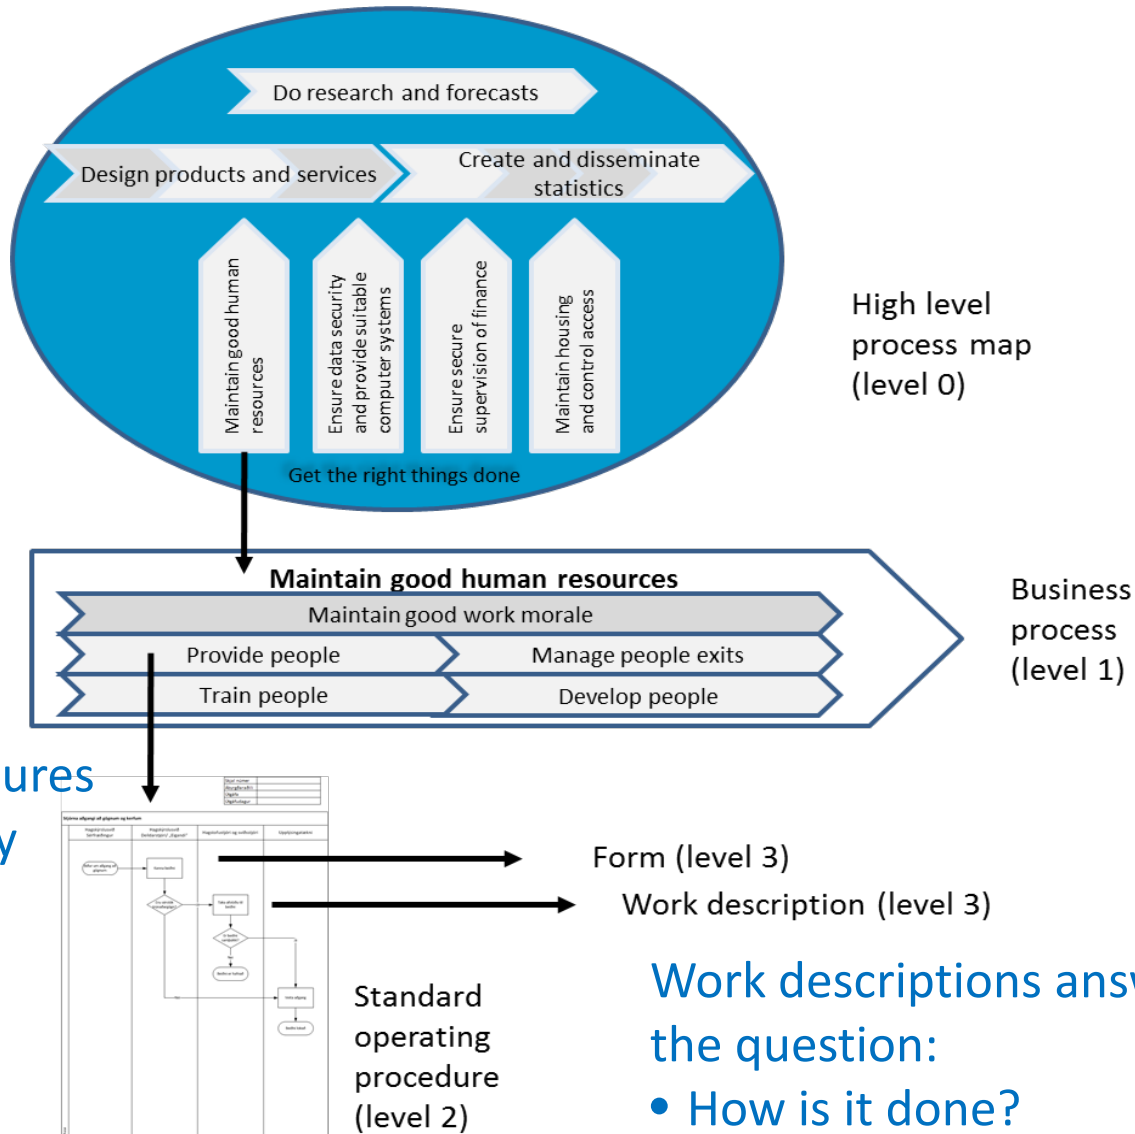 Do research and forecasts
Design products and services
Create and disseminate
statistics
Maintain good human
resources
Ensure data security
and provide suitable
computer systems
Ensure secure
supervision of finance
Maintain housing
and control access
Get the right things done
High level
process map
(level 0)
Maintain good human resources
Maintain good work morale
Provide people
Manage people exits
Train people
Develop people
Business
process
(level 1)
ures
y
Form (level 3)
Work description (level 3)
Standard
operating
procedure
(level 2)
Work descriptions answ
the question:
• How is it done?